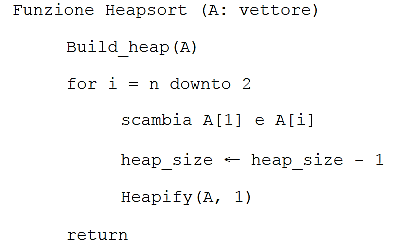 Funzione Heapsort (A: vettore)
Build_heap(A)
for i = n downto 2
scambia A[1] e A[i]
heap_size ← heap_size - 1
Heapify(A, 1)
return